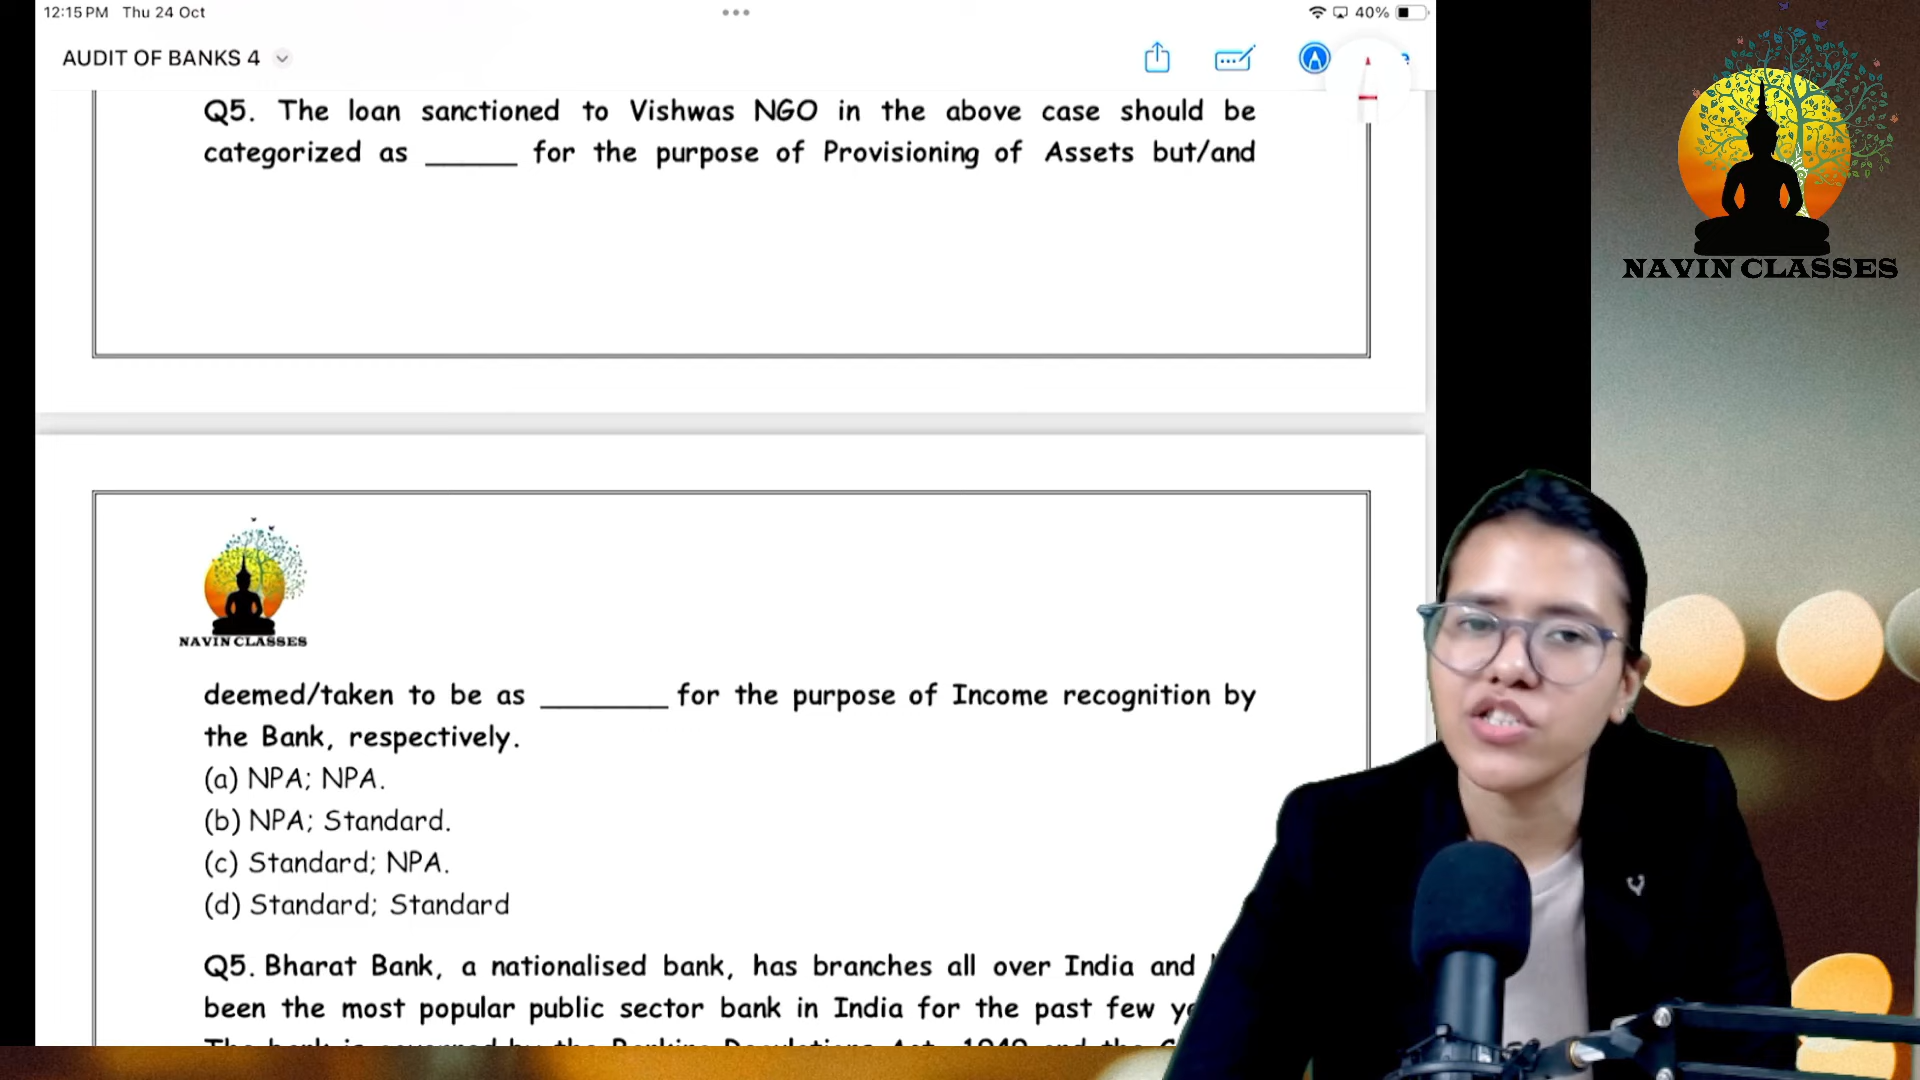 12:15 PM Thu 24 Oct
40%
AUDIT OF BANKS 4
Q5. The loan sanctioned to Vishwas NGO in the above case should be
categorized as ______ for the purpose of Provisioning of Assets but/and
NAVIN CLASSES
NAVIN CLASSES
deemed/taken to be as ________ for the purpose of Income recognition by
the Bank, respectively.
(a) NPA; NPA.
(b) NPA; Standard.
(c) Standard; NPA.
(d) Standard; Standard
Q5. Bharat Bank, a nationalised bank, has branches all over India and
been the most popular public sector bank in India for the past few